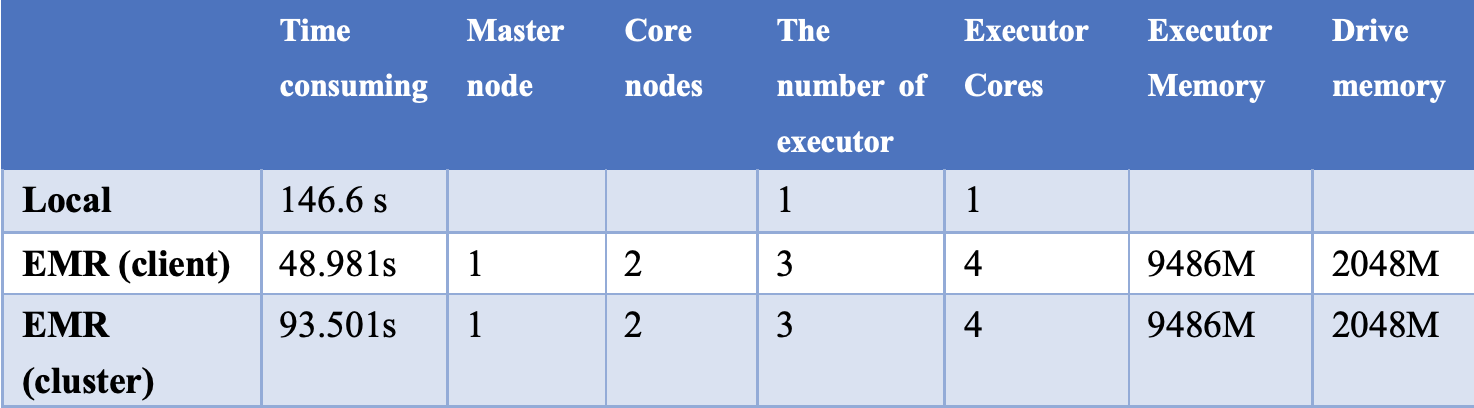 Time consuming Master node Core nodes The number of executor Executor Cores Executor Memory Drive memory
Local 146.6 s 1 1
EMR (client) 48.981s 1 2 3 4 9486M 2048M
EMR (cluster) 93.501s 1 2 3 4 9486M 2048M